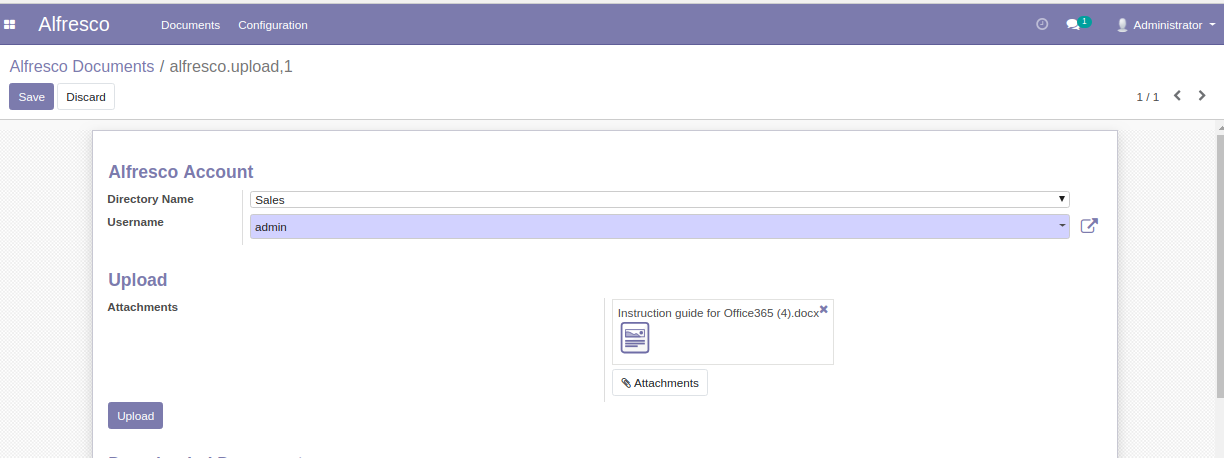 Alfresco Documents Configuration 1 Administrator
Alfresco Documents / alfresco.upload,1
Save Discard 1 / 1
Alfresco Account
Directory Name Sales
Username admin
Upload
Attachments Instruction guide for Office365 (4).docx
Attachments
Upload